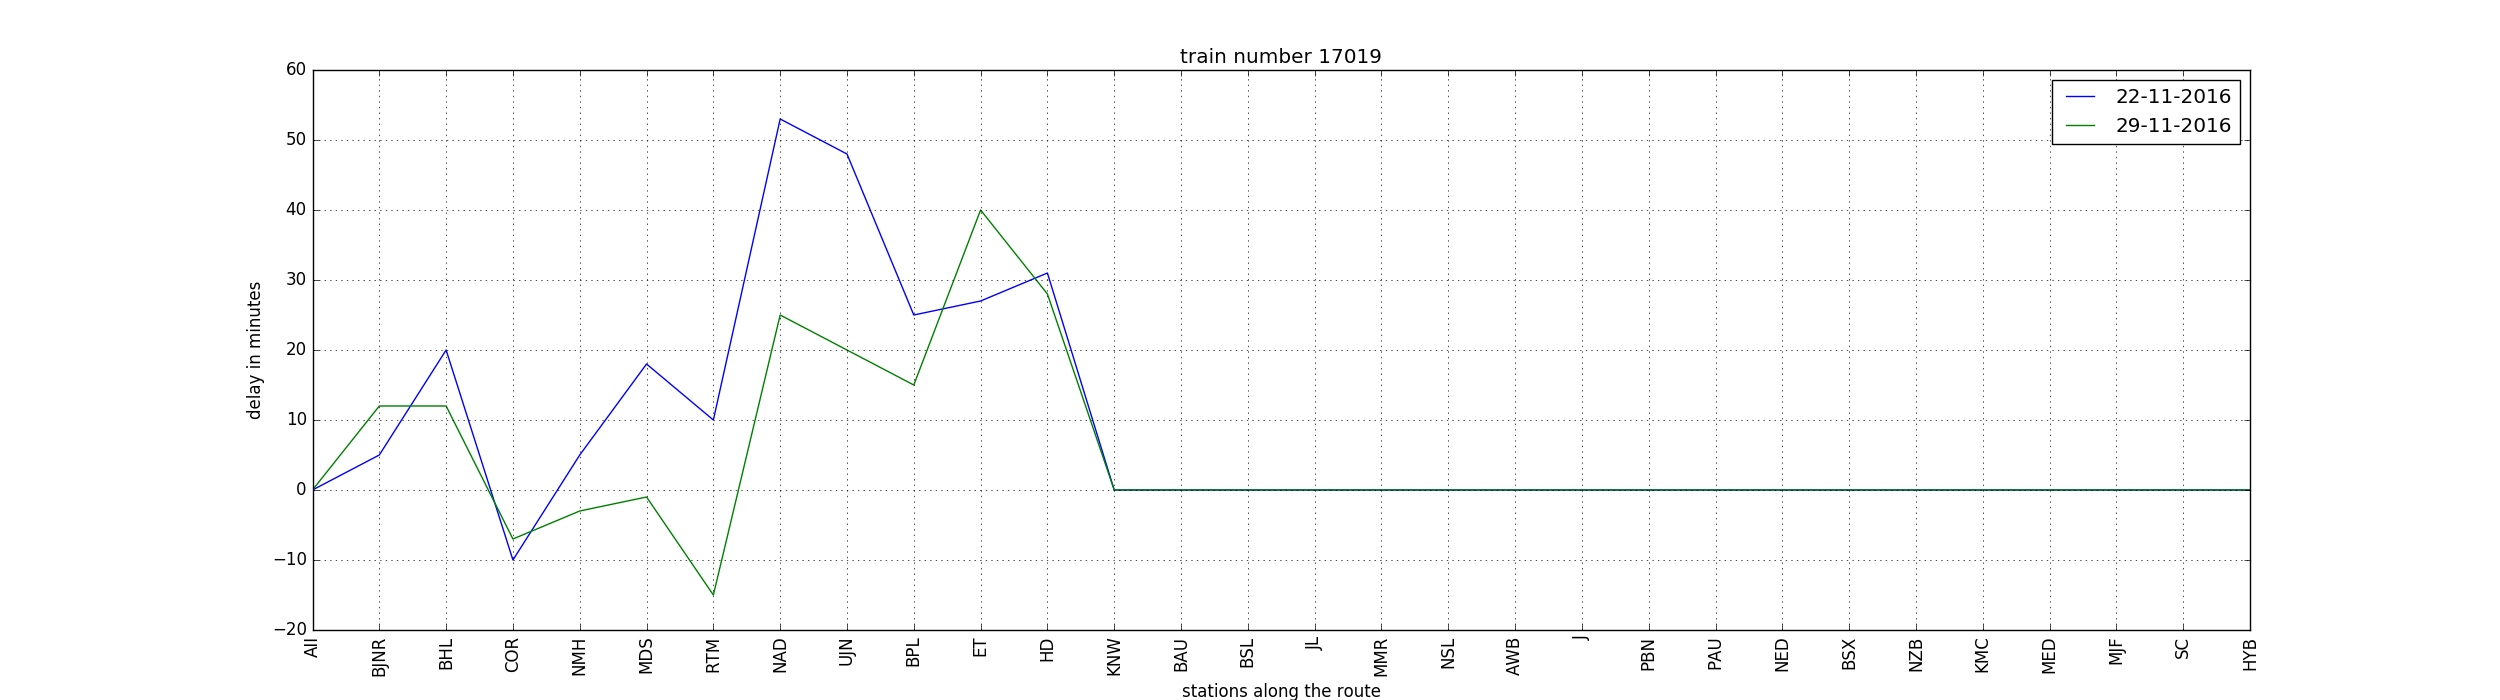 train number 17019
60
50
40
30
20
10
0
−10
−20
delay in minutes
22-11-2016
29-11-2016
AII
BJNR
BHL
COR
NMH
MDS
RTM
NAD
UJN
BPL
ET
HD
KNW
BAU
BSL
JL
MMR
NSL
AWB
J
PBN
PAU
NED
BSX
NZB
KMC
MED
MJF
SC
HYB
stations along the route